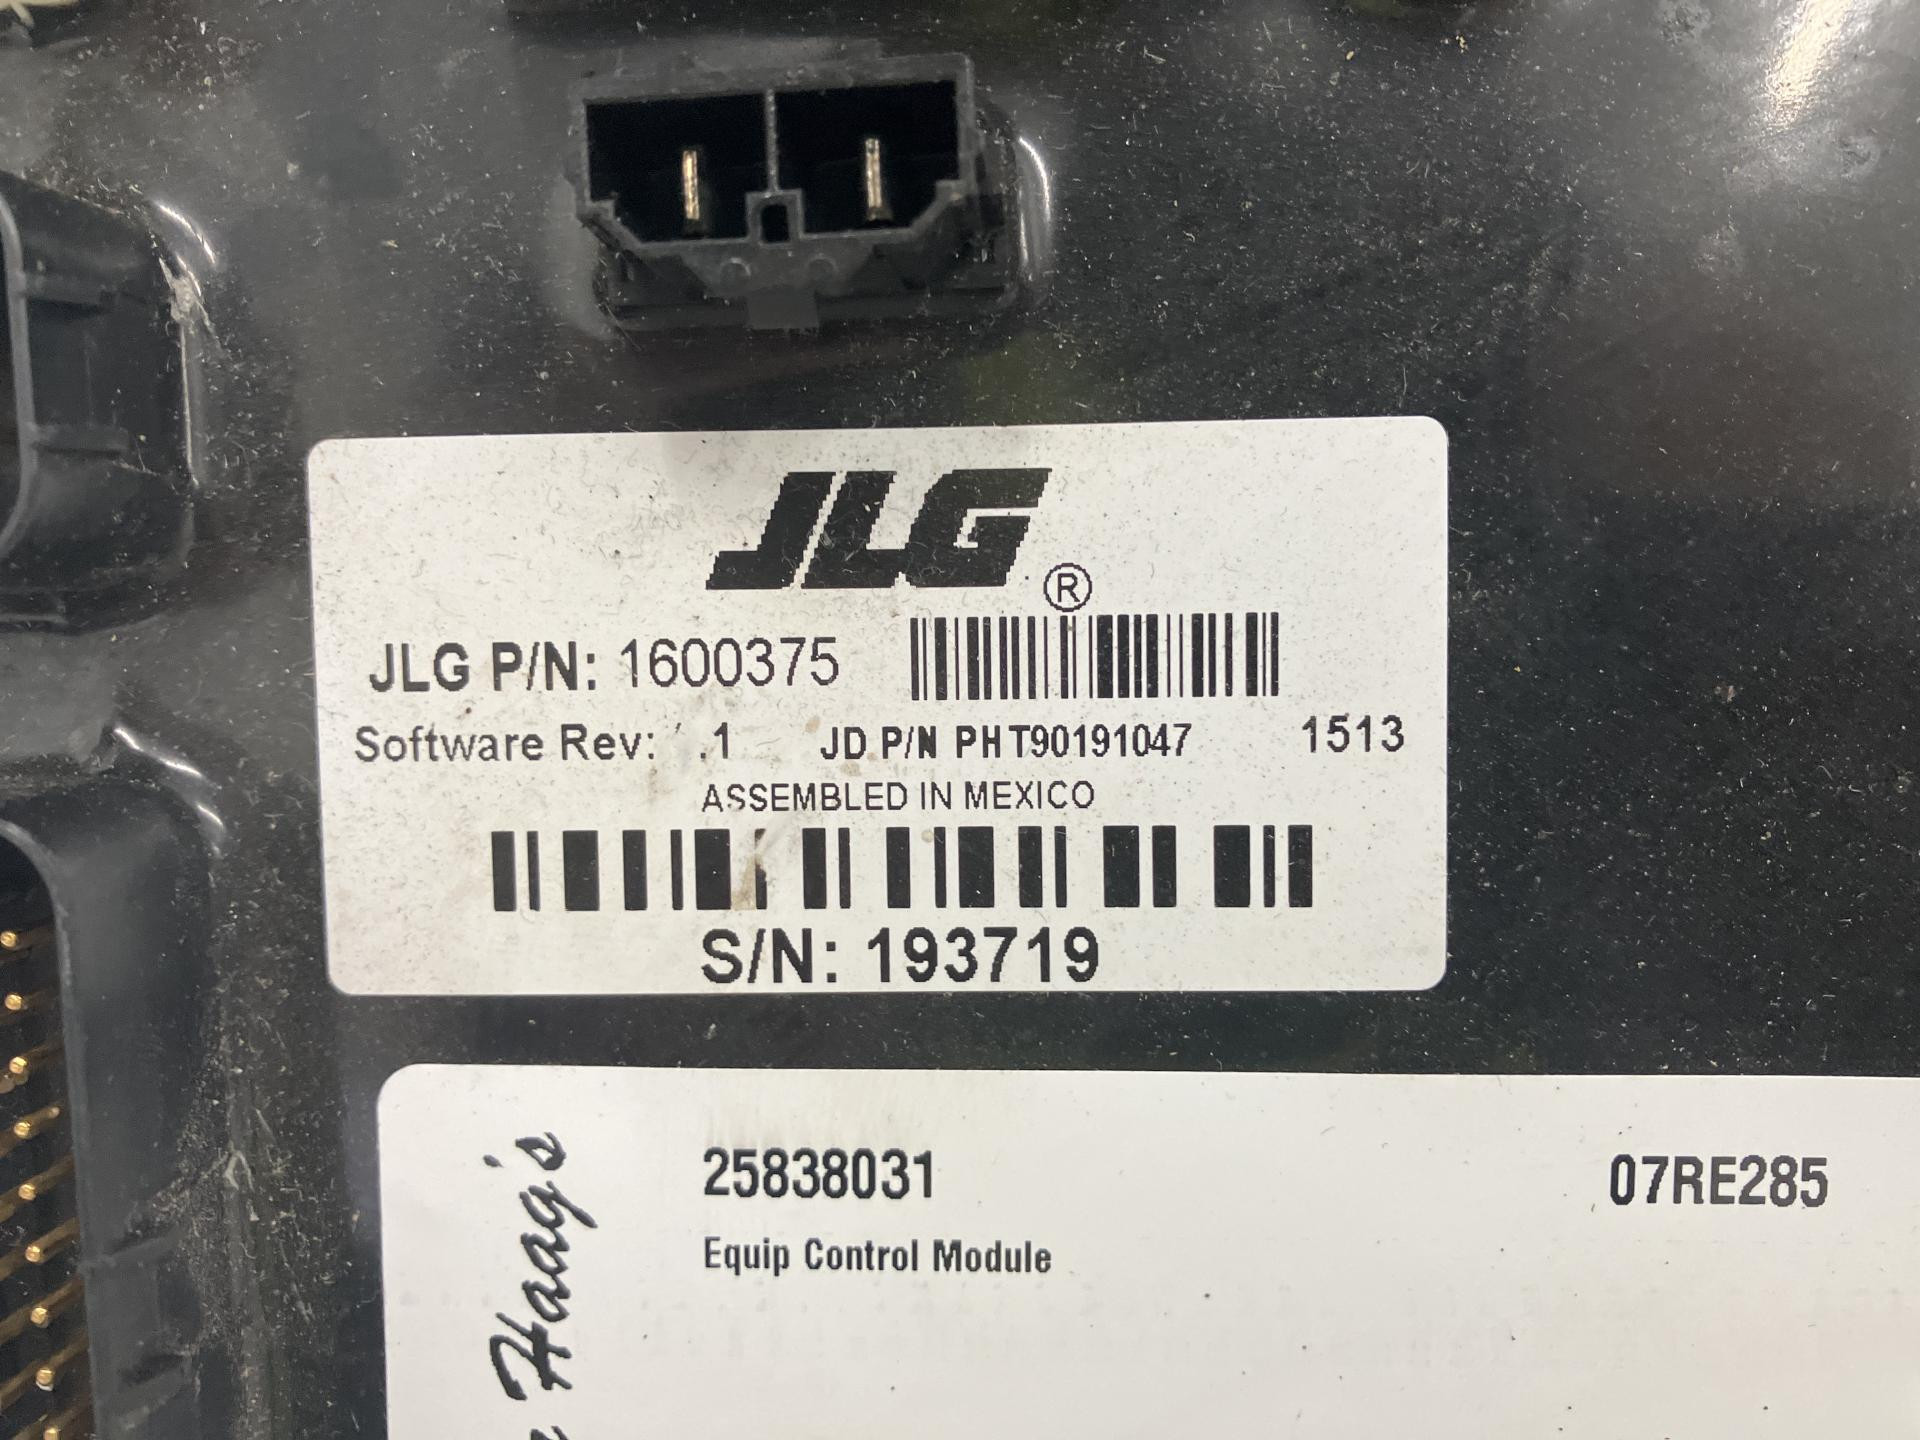 JLG®
JLG P/N: 1600375
Software Rev: .1 JD P/N PHT90191047 1513
ASSEMBLED IN MEXICO
S/N: 193719
25838031 07RE285
Equip Control Module
Haag's